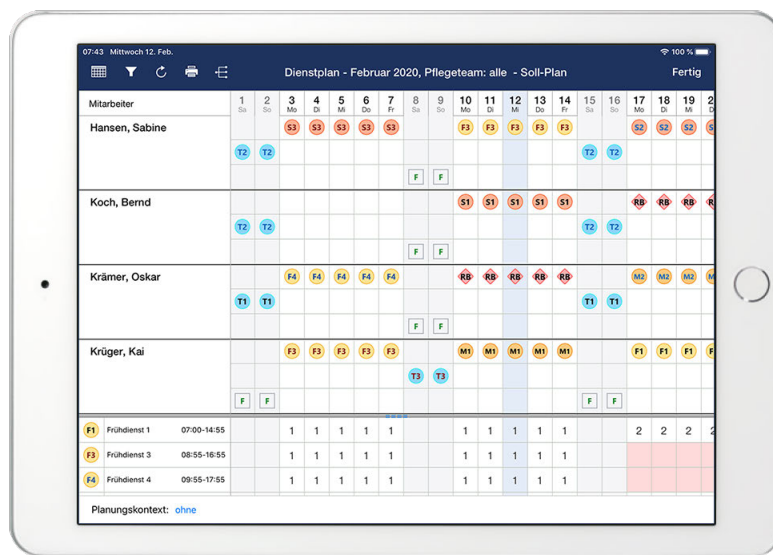 07:43 Mittwoch 12. Feb. 100 %
Dienstplan - Februar 2020, Pflegeteam: alle - Soll-Plan Fertig
Mitarbeiter 1 2 3 4 5 6 7 8 9 10 11 12 13 14 15 16 17 18 19
Sa So Mo Di Mi Do Fr Sa So Mo Di Mi Do Fr Sa So Mo Di Mi
Hansen, Sabine S3 S3 S3 S3 S3 F3 F3 F3 F3 F3 S2 S2 S2
T2 T2 T2 T2
F F
Koch, Bernd S1 S1 S1 S1 S1 RB RB RB
T2 T2 T2 T2
F F
Krämer, Oskar F4 F4 F4 F4 F4 RB RB RB RB RB M2 M2 M2
T1 T1 T1 T1
F F
Krüger, Kai F3 F3 F3 F3 F3 M1 M1 M1 M1 M1 F1 F1 F1
T3 T3
F F F F
F1 Frühdienst 1 07:00-14:55 1 1 1 1 1 1 1 1 1 1 2 2 2 2
F3 Frühdienst 3 08:55-16:55 1 1 1 1 1 1 1 1 1 1
F4 Frühdienst 4 09:55-17:55 1 1 1 1 1 1 1 1 1 1
Planungskontext: ohne